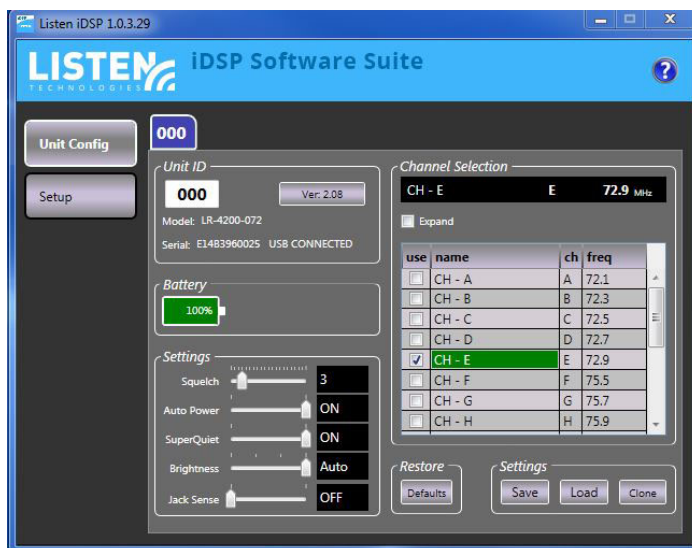 Listen iDSP 1.0.3.29
LISTEN
TECHNOLOGIES
iDSP Software Suite
?
Unit Config
Setup
000
Unit ID
000
Ver: 2.08
Model: LR-4200-072
Serial: E14B3960025 USB CONNECTED
Battery
100%
Settings
Squelch 3
Auto Power ON
SuperQuiet ON
Brightness Auto
Jack Sense OFF
Channel Selection
CH - E E 72.9 MHz
Expand
use name ch freq
CH - A A 72.1
CH - B B 72.3
CH - C C 72.5
CH - D D 72.7
CH - E E 72.9
CH - F F 75.5
CH - G G 75.7
CH - H H 75.9
Restore
Defaults
Settings
Save Load Clone